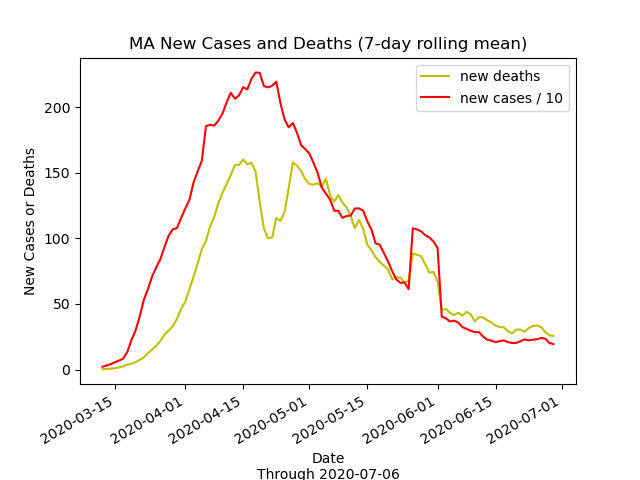 MA New Cases and Deaths (7-day rolling mean)
new deaths
new cases / 10
New Cases or Deaths
200
150
100
50
0
2020-03-15
2020-04-01
2020-04-15
2020-05-01
2020-05-15
2020-06-01
2020-06-15
2020-07-01
Date
Through 2020-07-06